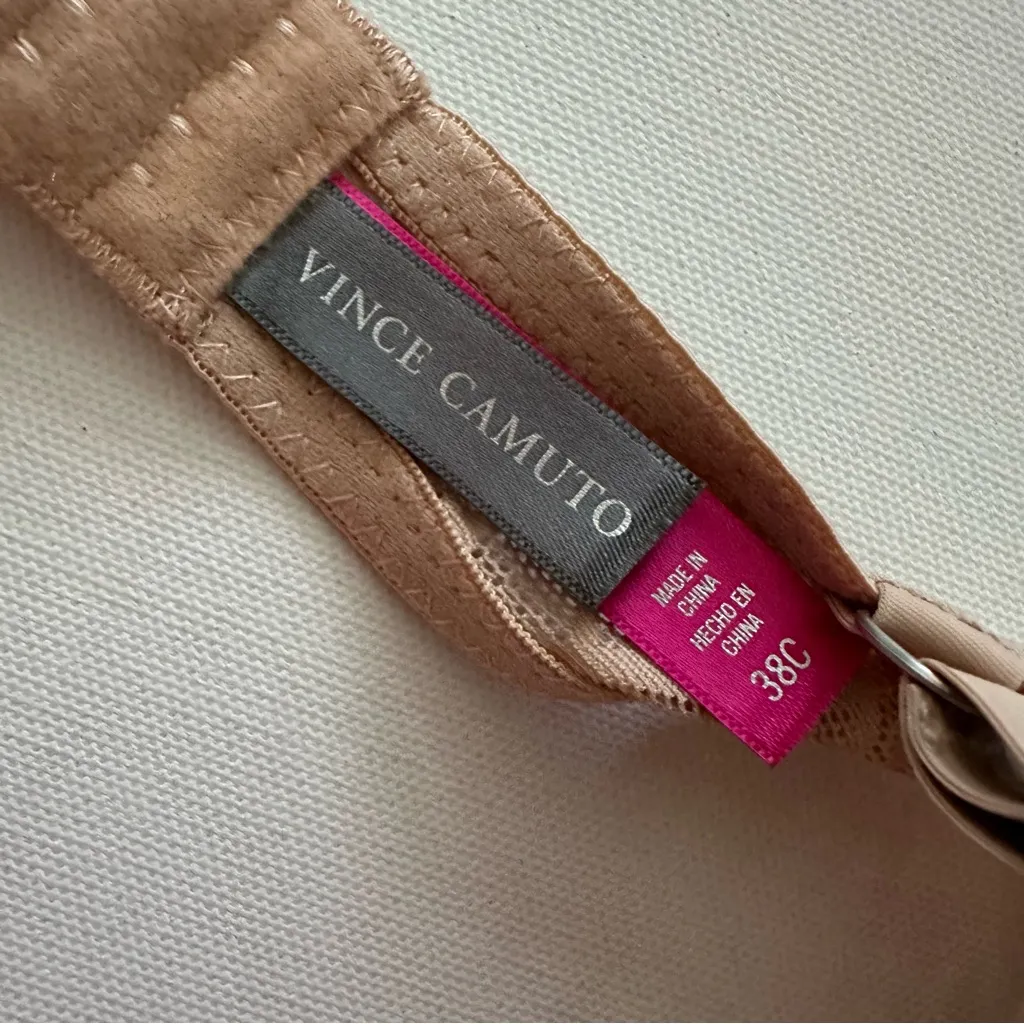 VINCE CAMUTO
MADE IN
CHINA
HECHO EN
CHINA
38C